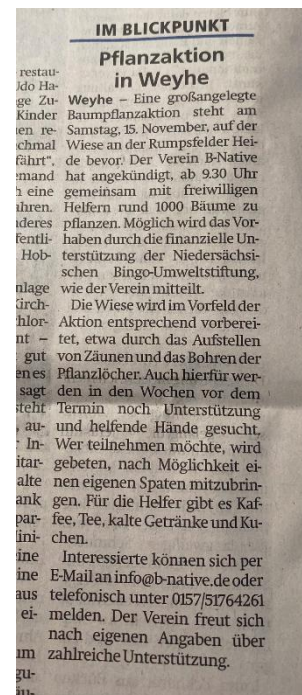 IM BLICKPUNKT
Pflanzaktion
in Weyhe
Weyhe – Eine großangelegte
Baumpflanzaktion steht am
Samstag, 15. November, auf der
Wiese an der Rumpsfelder Hei-
de bevor. Der Verein B-Native
hat angekündigt, ab 9.30 Uhr
gemeinsam mit freiwilligen
Helfern rund 1000 Bäume zu
pflanzen. Möglich wird das Vor-
haben durch die finanzielle Un-
terstützung der Niedersächsi-
schen Bingo-Umweltstiftung,
wie der Verein mitteilt.
Die Wiese wird im Vorfeld der
Aktion entsprechend vorberei-
tet, etwa durch das Aufstellen
von Zäunen und das Bohren der
Pflanzlöcher. Auch hierfür wer-
den in den Wochen vor dem
Termin noch Unterstützung
und helfende Hände gesucht.
Wer teilnehmen möchte, wird
gebeten, nach Möglichkeit ei-
nen eigenen Spaten mitzubrin-
gen. Für die Helfer gibt es Kaf-
fee, Tee, kalte Getränke und Ku-
chen.
Interessierte können sich per
E-Mail an info@b-native.de oder
telefonisch unter 0157/51764261
melden. Der Verein freut sich
nach eigenen Angaben über
zahlreiche Unterstützung.